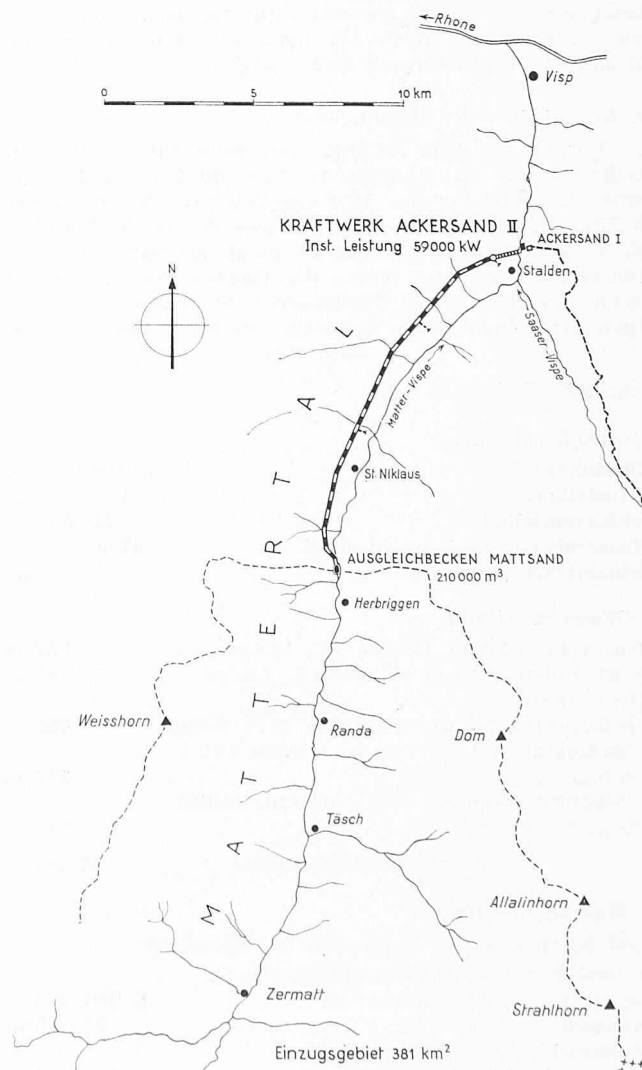 ←Rhone
Visp
0 5 10 km
KRAFTWERK ACKERSAND II
Inst. Leistung 59000 kW
ACKERSAND I
Stalden
N
Saaser-Vispe
Matter-Vispe →
St. Niklaus
MATTERTAL
AUSGLEICHBECKEN MATTSAND
210 000 m³
Herbriggen
Weisshorn
Randa
Dom
Täsch
Allalinhorn
Zermatt
Strahlhorn
Einzugsgebiet 381 km²